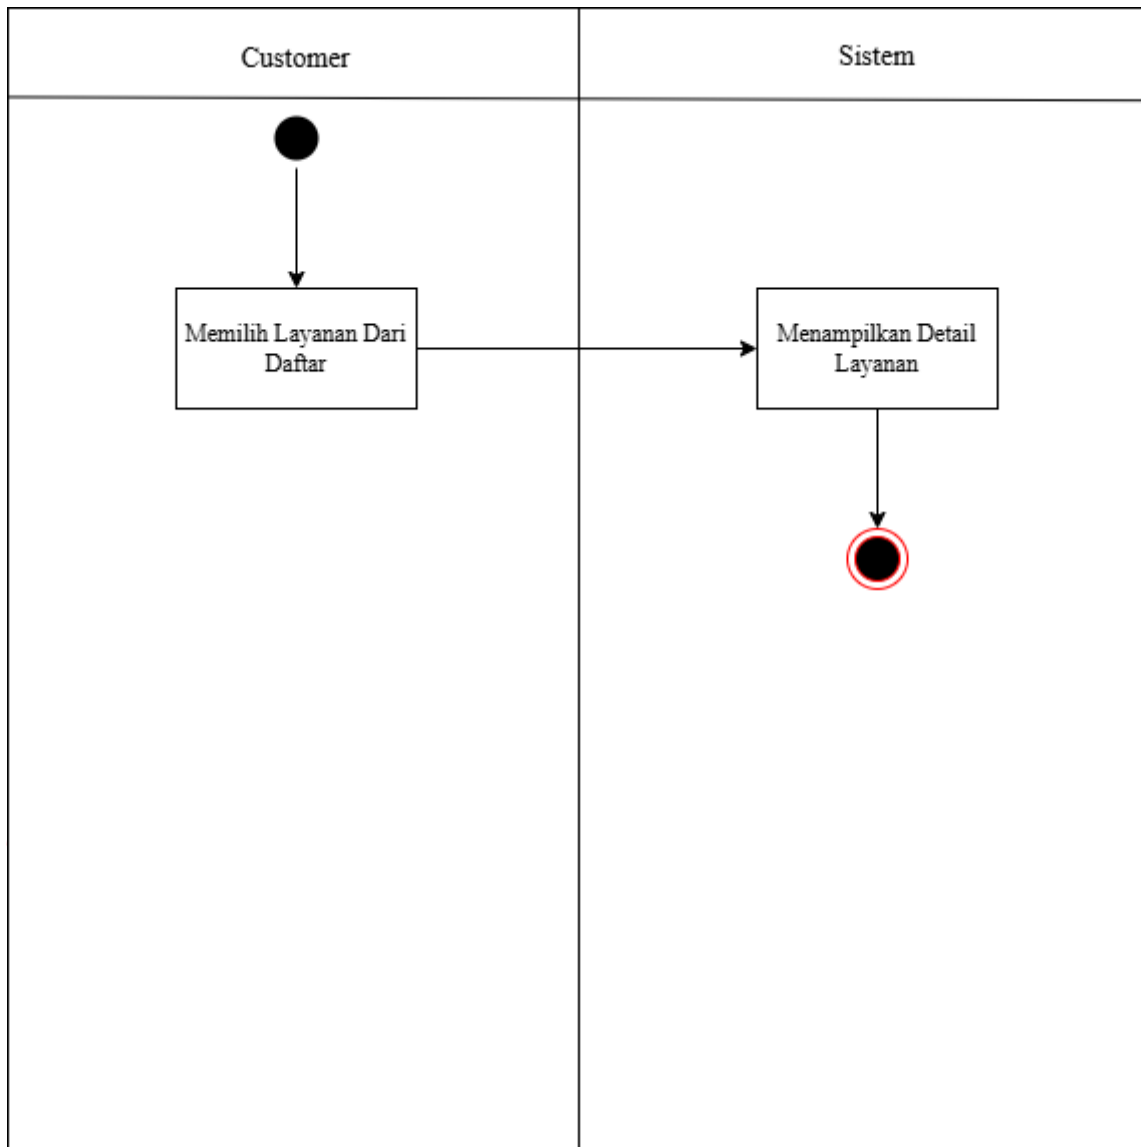 Customer
Sistem
Memilih Layanan Dari
Daftar
Menampilkan Detail
Layanan